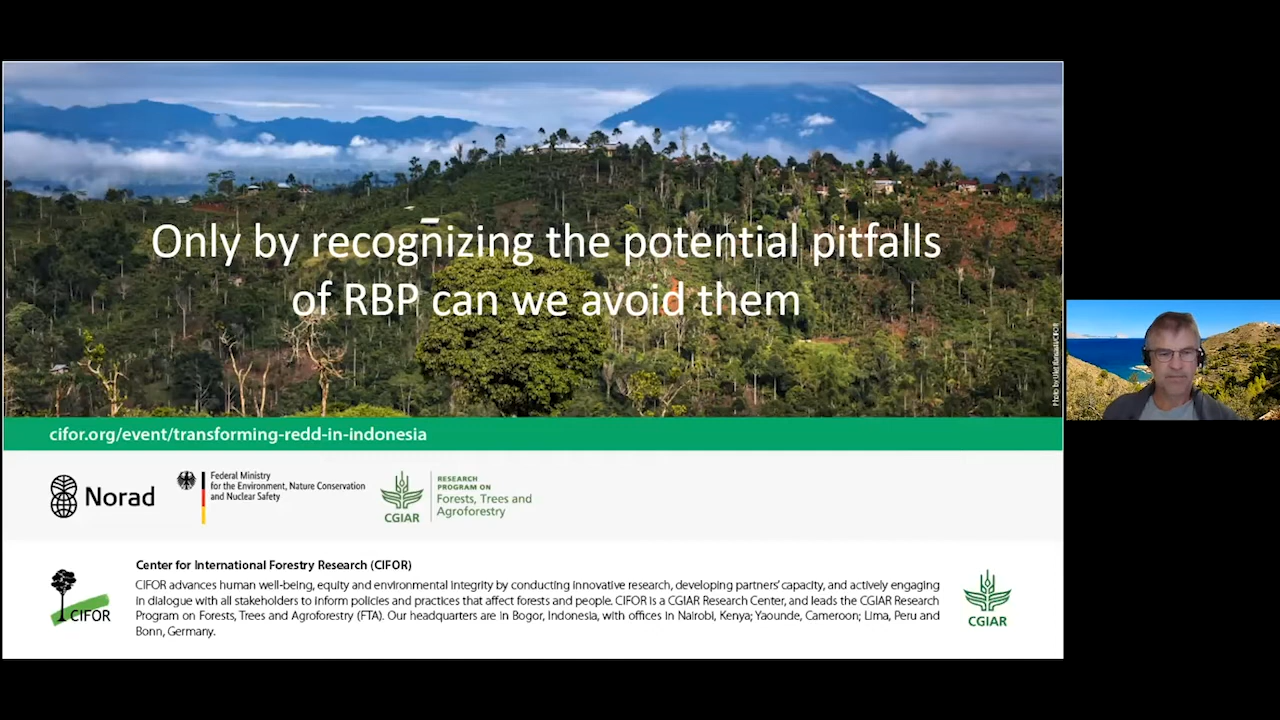 Only by recognizing the potential pitfalls
of RBP can we avoid them
cifor.org/event/transforming-redd-in-indonesia
Norad
Federal Ministry
for the Environment, Nature Conservation
and Nuclear Safety
CGIAR
RESEARCH
PROGRAM ON
Forests, Trees and
Agroforestry
Center for International Forestry Research (CIFOR)
CIFOR advances human well-being, equity and environmental integrity by conducting innovative research, developing partners' capacity, and actively engaging
in dialogue with all stakeholders to inform policies and practices that affect forests and people. CIFOR is a CGIAR Research Center, and leads the CGIAR Research
Program on Forests, Trees and Agroforestry (FTA). Our headquarters are in Bogor, Indonesia, with offices in Nairobi, Kenya; Yaounde, Cameroon; Lima, Peru and
Bonn, Germany.
CIFOR
CGIAR